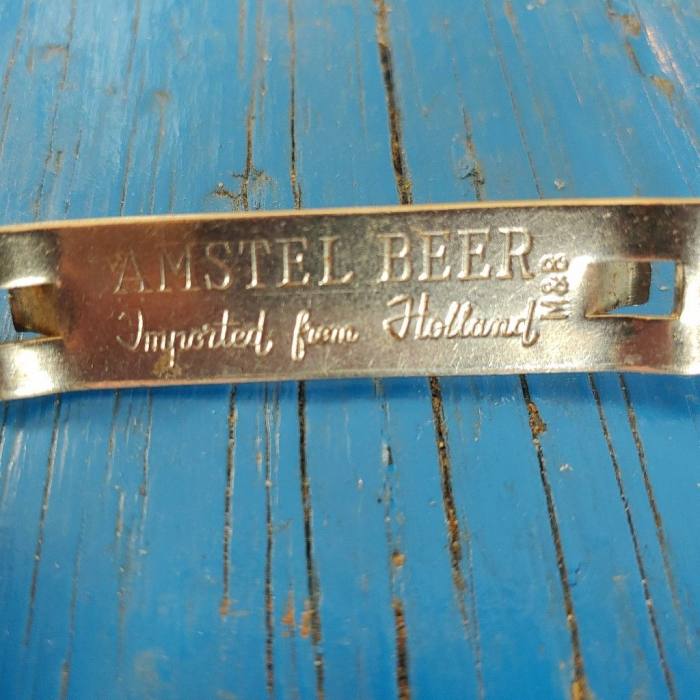 AMSTEL BEER
Imported from Holland
M&B